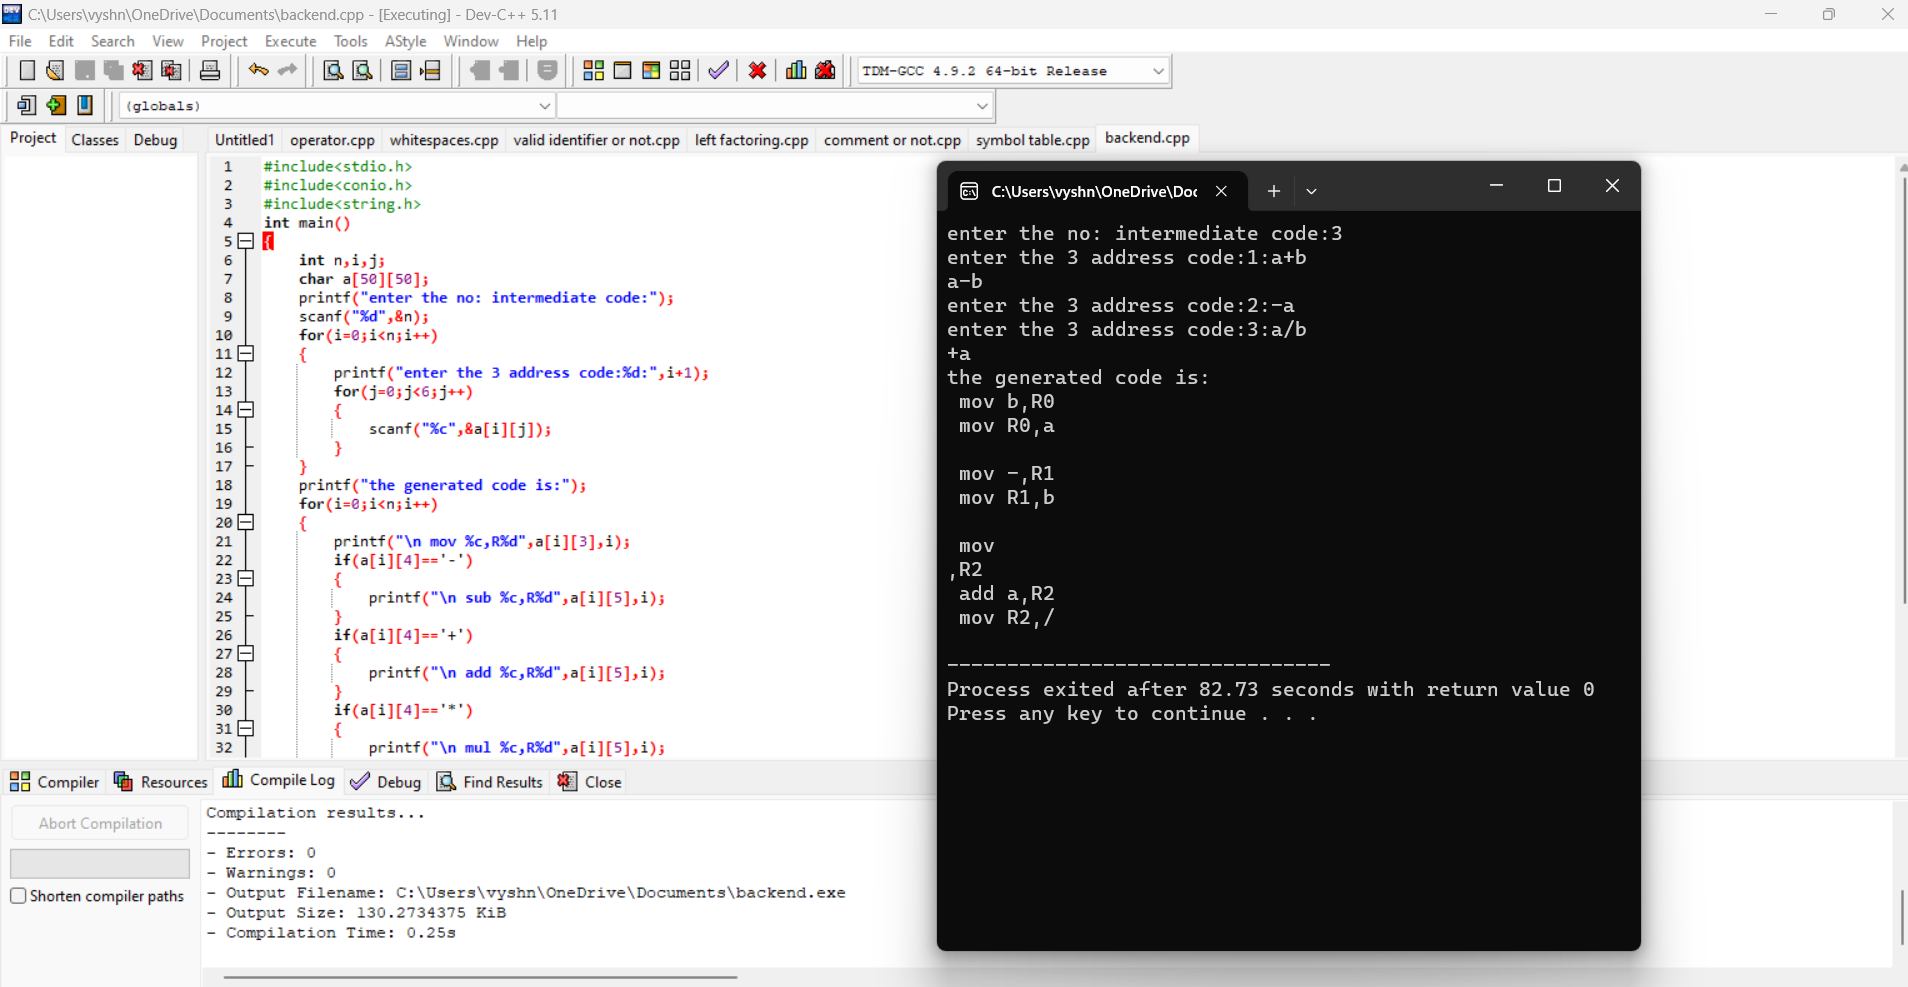 C:\Users\vyshn\OneDrive\Documents\backend.cpp - [Executing] - Dev-C++ 5.11
File Edit Search View Project Execute Tools AStyle Window Help
TDM-GCC 4.9.2 64-bit Release
(globals)
Project Classes Debug
Untitled1 operator.cpp whitespaces.cpp valid identifier or not.cpp left factoring.cpp comment or not.cpp symbol table.cpp backend.cpp
1 #include<stdio.h>
2 #include<conio.h>
3 #include<string.h>
4 int main()
5 {
6 int n,i,j;
7 char a[50][50];
8 printf("enter the no: intermediate code:");
9 scanf("%d",&n);
10 for(i=0;i<n;i++)
11 {
12 printf("enter the 3 address code:%d:",i+1);
13 for(j=0;j<6;j++)
14 {
15 scanf("%c",&a[i][j]);
16 }
17 }
18 printf("the generated code is:");
19 for(i=0;i<n;i++)
20 {
21 printf("\n mov %c,R%d",a[i][3],i);
22 if(a[i][4]=='-')
23 {
24 printf("\n sub %c,R%d",a[i][5],i);
25 }
26 if(a[i][4]=='+')
27 {
28 printf("\n add %c,R%d",a[i][5],i);
29 }
30 if(a[i][4]=='*')
31 {
32 printf("\n mul %c,R%d",a[i][5],i);
C:\Users\vyshn\OneDrive\Doc
enter the no: intermediate code:3
enter the 3 address code:1:a+b
a-b
enter the 3 address code:2:-a
enter the 3 address code:3:a/b
+a
the generated code is:
mov b,R0
mov R0,a
mov -,R1
mov R1,b
mov
,R2
add a,R2
mov R2,/
--------------------------------
Process exited after 82.73 seconds with return value 0
Press any key to continue . . .
Compiler Resources Compile Log Debug Find Results Close
Abort Compilation
Shorten compiler paths
Compilation results...
--------
- Errors: 0
- Warnings: 0
- Output Filename: C:\Users\vyshn\OneDrive\Documents\backend.exe
- Output Size: 130.2734375 KiB
- Compilation Time: 0.25s